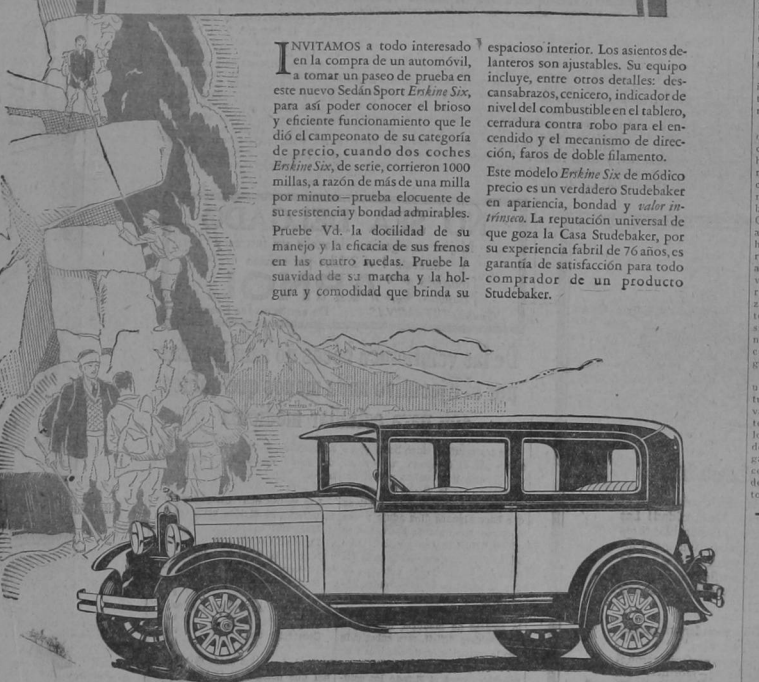 INVITAMOS a todo interesado
en la compra de un automóvil,
a tomar un paseo de prueba en
este nuevo Sedán Sport Erskine Six,
para así poder conocer el brioso
y eficiente funcionamiento que le
dió el campeonato de su categoría
de precio, cuando dos coches
Erskine Six, de serie, corrieron 1000
millas, a razón de más de una milla
por minuto—prueba elocuente de
su resistencia y bondad admirables.
Pruebe Vd. la docilidad de su
manejo y la eficacia de sus frenos
en las cuatro ruedas. Pruebe la
suavidad de su marcha y la hol-
gura y comodidad que brinda su
espacioso interior. Los asientos de-
lanteros son ajustables. Su equipo
incluye, entre otros detalles: des-
cansabrazos, cenicero, indicador de
nivel del combustible en el tablero,
cerradura contra robo para el en-
cendido y el mecanismo de direc-
ción, faros de doble filamento.
Este modelo Erskine Six de módico
precio es un verdadero Studebaker
en apariencia, bondad y valor in-
trínseco. La reputación universal de
que goza la Casa Studebaker, por
su experiencia fabril de 76 años, es
garantía de satisfacción para todo
comprador de un producto
Studebaker.